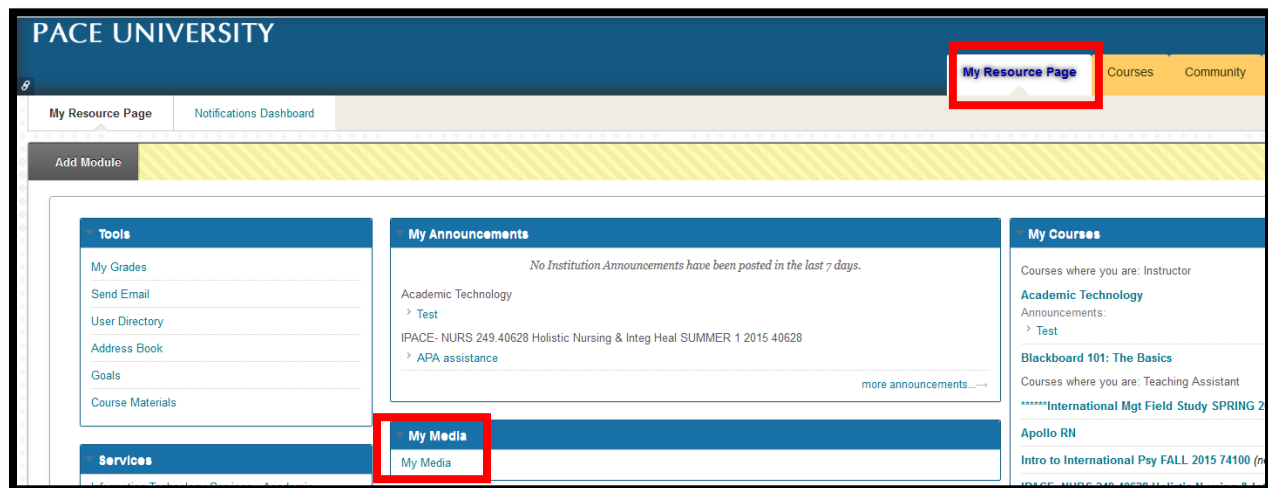 PACE UNIVERSITY
My Resource Page
Courses
Community
My Resource Page
Notifications Dashboard
Add Module
Tools
My Grades
Send Email
User Directory
Address Book
Goals
Course Materials
Services
My Announcements
No Institution Announcements have been posted in the last 7 days.
Academic Technology
> Test
IPACE- NURS 249.40628 Holistic Nursing & Integ Heal SUMMER 1 2015 40628
> APA assistance
more announcements...→
My Media
My Media
My Courses
Courses where you are: Instructor
Academic Technology
Announcements:
> Test
Blackboard 101: The Basics
Courses where you are: Teaching Assistant
******International Mgt Field Study SPRING 2
Apollo RN
Intro to International Psy FALL 2015 74100